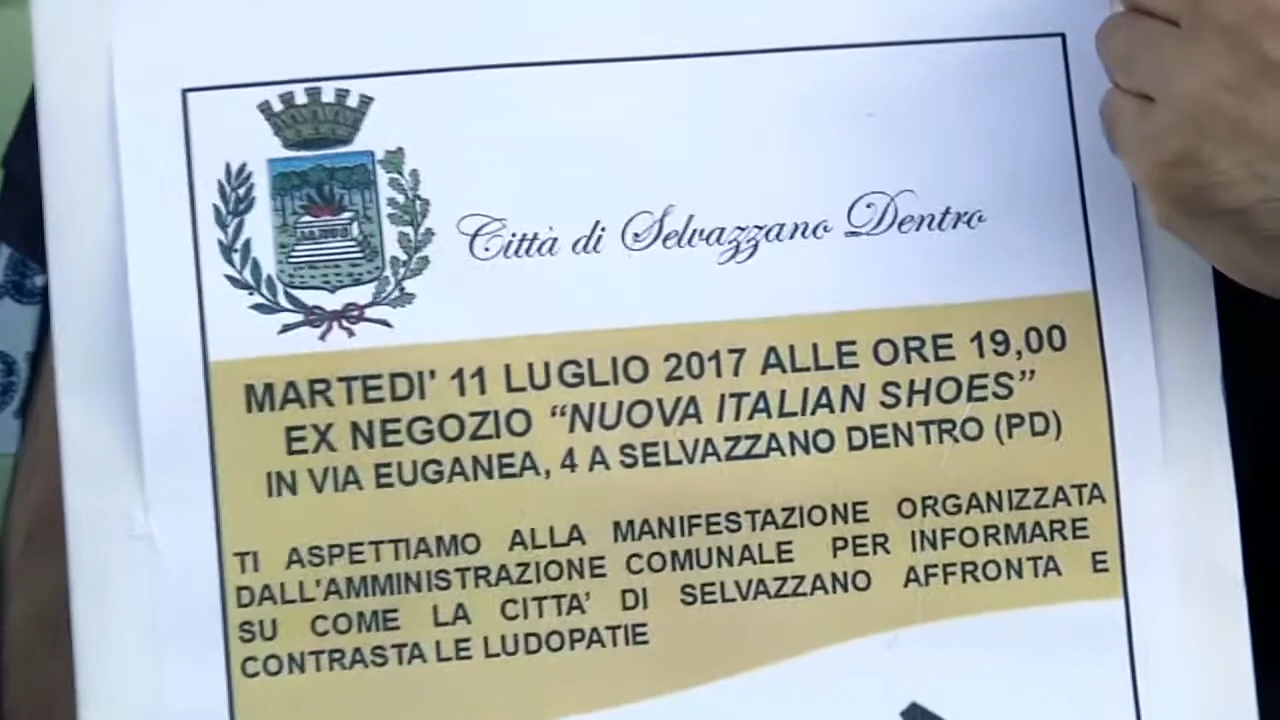 Città di Selvazzano Dentro
MARTEDI' 11 LUGLIO 2017 ALLE ORE 19,00
EX NEGOZIO “NUOVA ITALIAN SHOES”
IN VIA EUGANEA, 4 A SELVAZZANO DENTRO (PD)
TI ASPETTIAMO ALLA MANIFESTAZIONE ORGANIZZATA
DALL'AMMINISTRAZIONE COMUNALE PER INFORMARE
SU COME LA CITTA’ DI SELVAZZANO AFFRONTA E
CONTRASTA LE LUDOPATIE